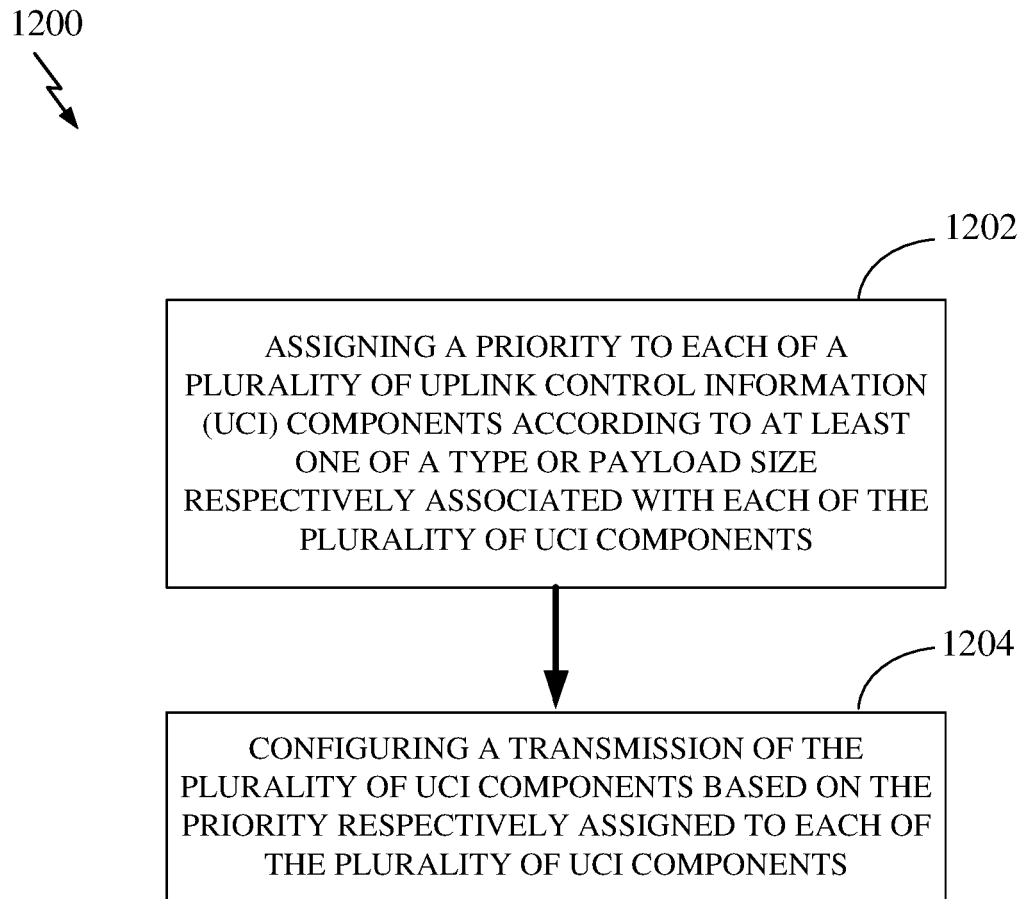 1200
1202
ASSIGNING A PRIORITY TO EACH OF A
PLURALITY OF UPLINK CONTROL INFORMATION
(UCI) COMPONENTS ACCORDING TO AT LEAST
ONE OF A TYPE OR PAYLOAD SIZE
RESPECTIVELY ASSOCIATED WITH EACH OF THE
PLURALITY OF UCI COMPONENTS
1204
CONFIGURING A TRANSMISSION OF THE
PLURALITY OF UCI COMPONENTS BASED ON THE
PRIORITY RESPECTIVELY ASSIGNED TO EACH OF
THE PLURALITY OF UCI COMPONENTS